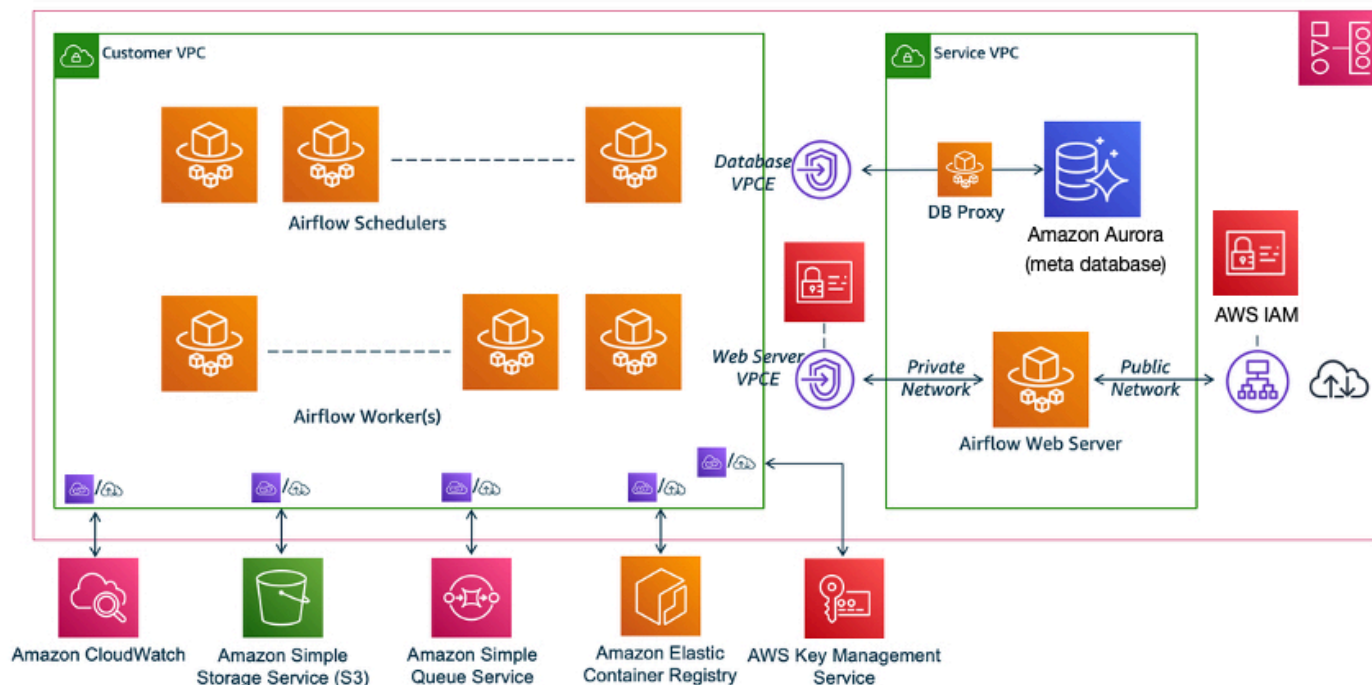 Customer VPC
Service VPC
Airflow Schedulers
Database
VPCE
DB Proxy
Amazon Aurora
(meta database)
AWS IAM
Airflow Worker(s)
Web Server
VPCE
Private
Network
Public
Network
Airflow Web Server
/
/
/
/
/
Amazon CloudWatch
Amazon Simple
Storage Service (S3)
Amazon Simple
Queue Service
Amazon Elastic
Container Registry
AWS Key Management
Service